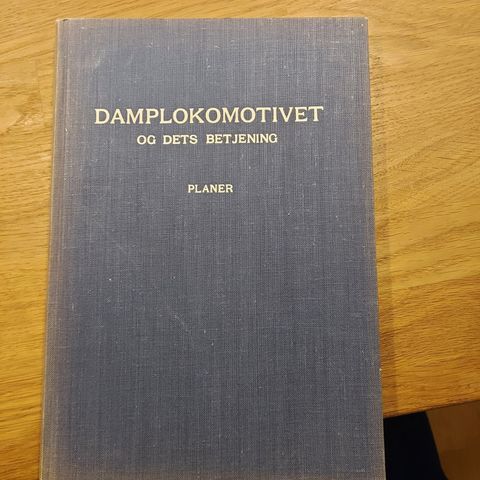 DAMPLOKOMOTIVET
OG DETS BETJENING
PLANER